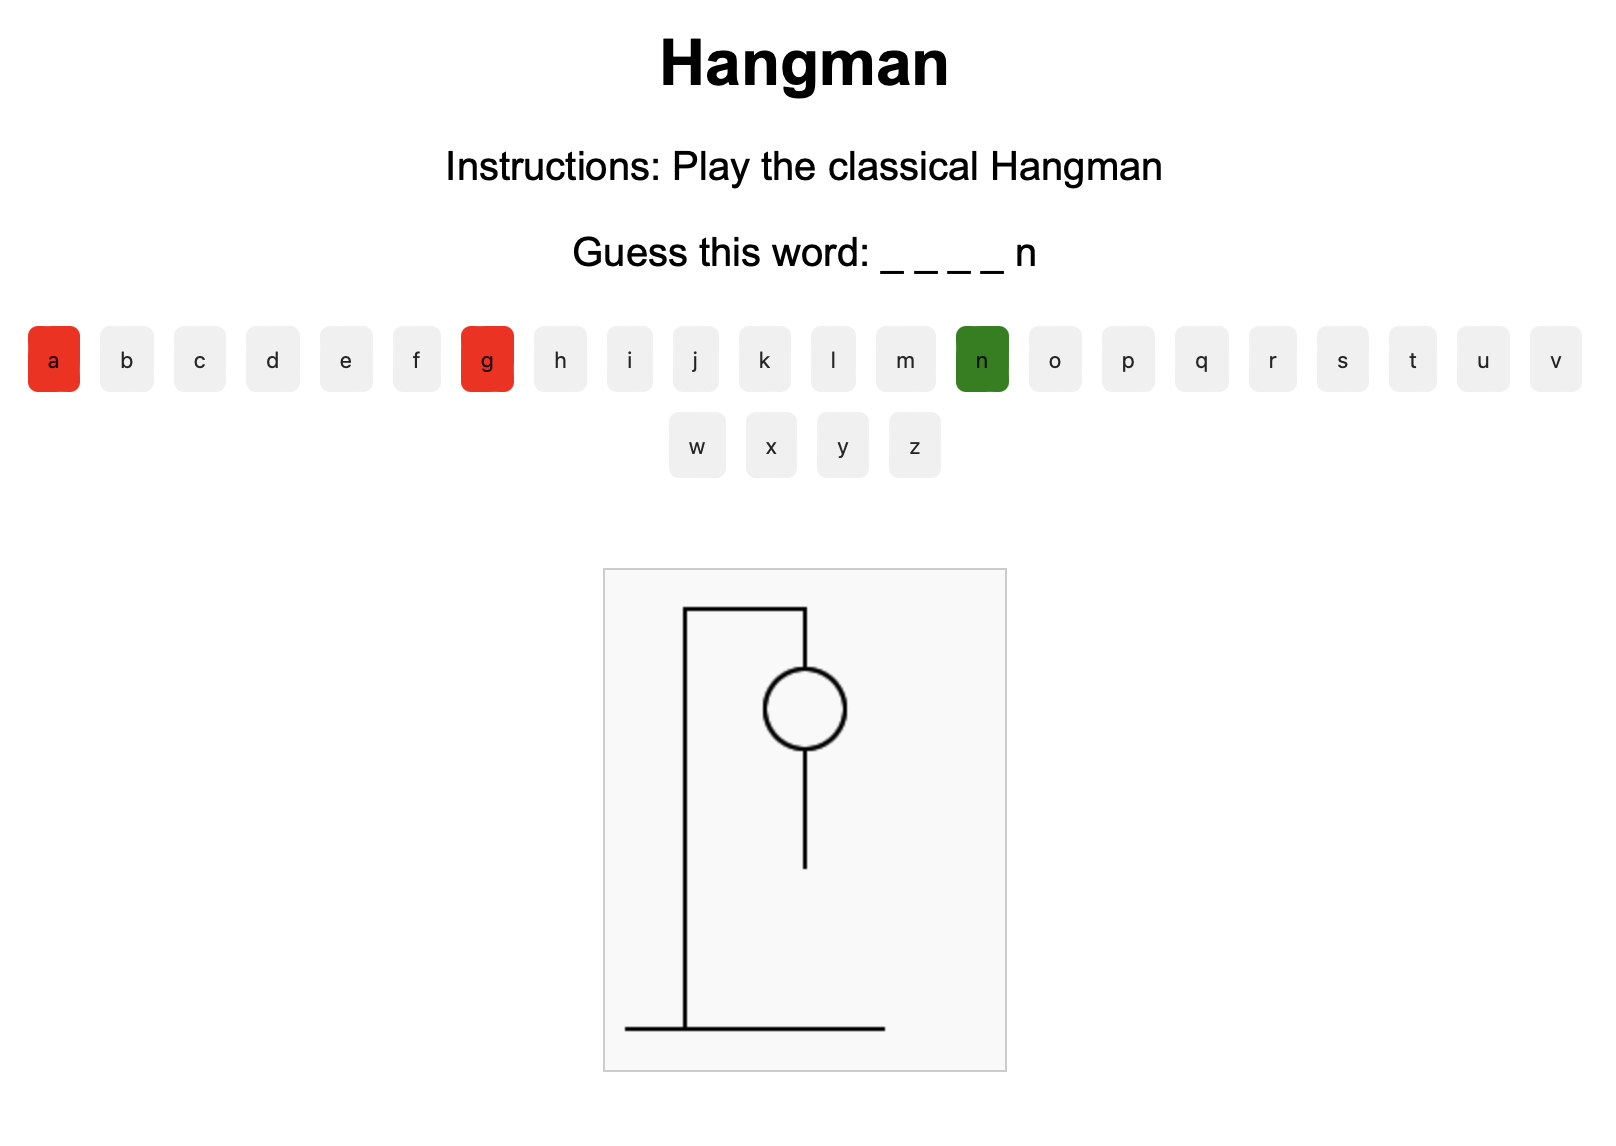 Hangman
Instructions: Play the classical Hangman
Guess this word: _ _ _ _ n
a b c d e f g h i j k l m n o p q r s t u v
w x y z